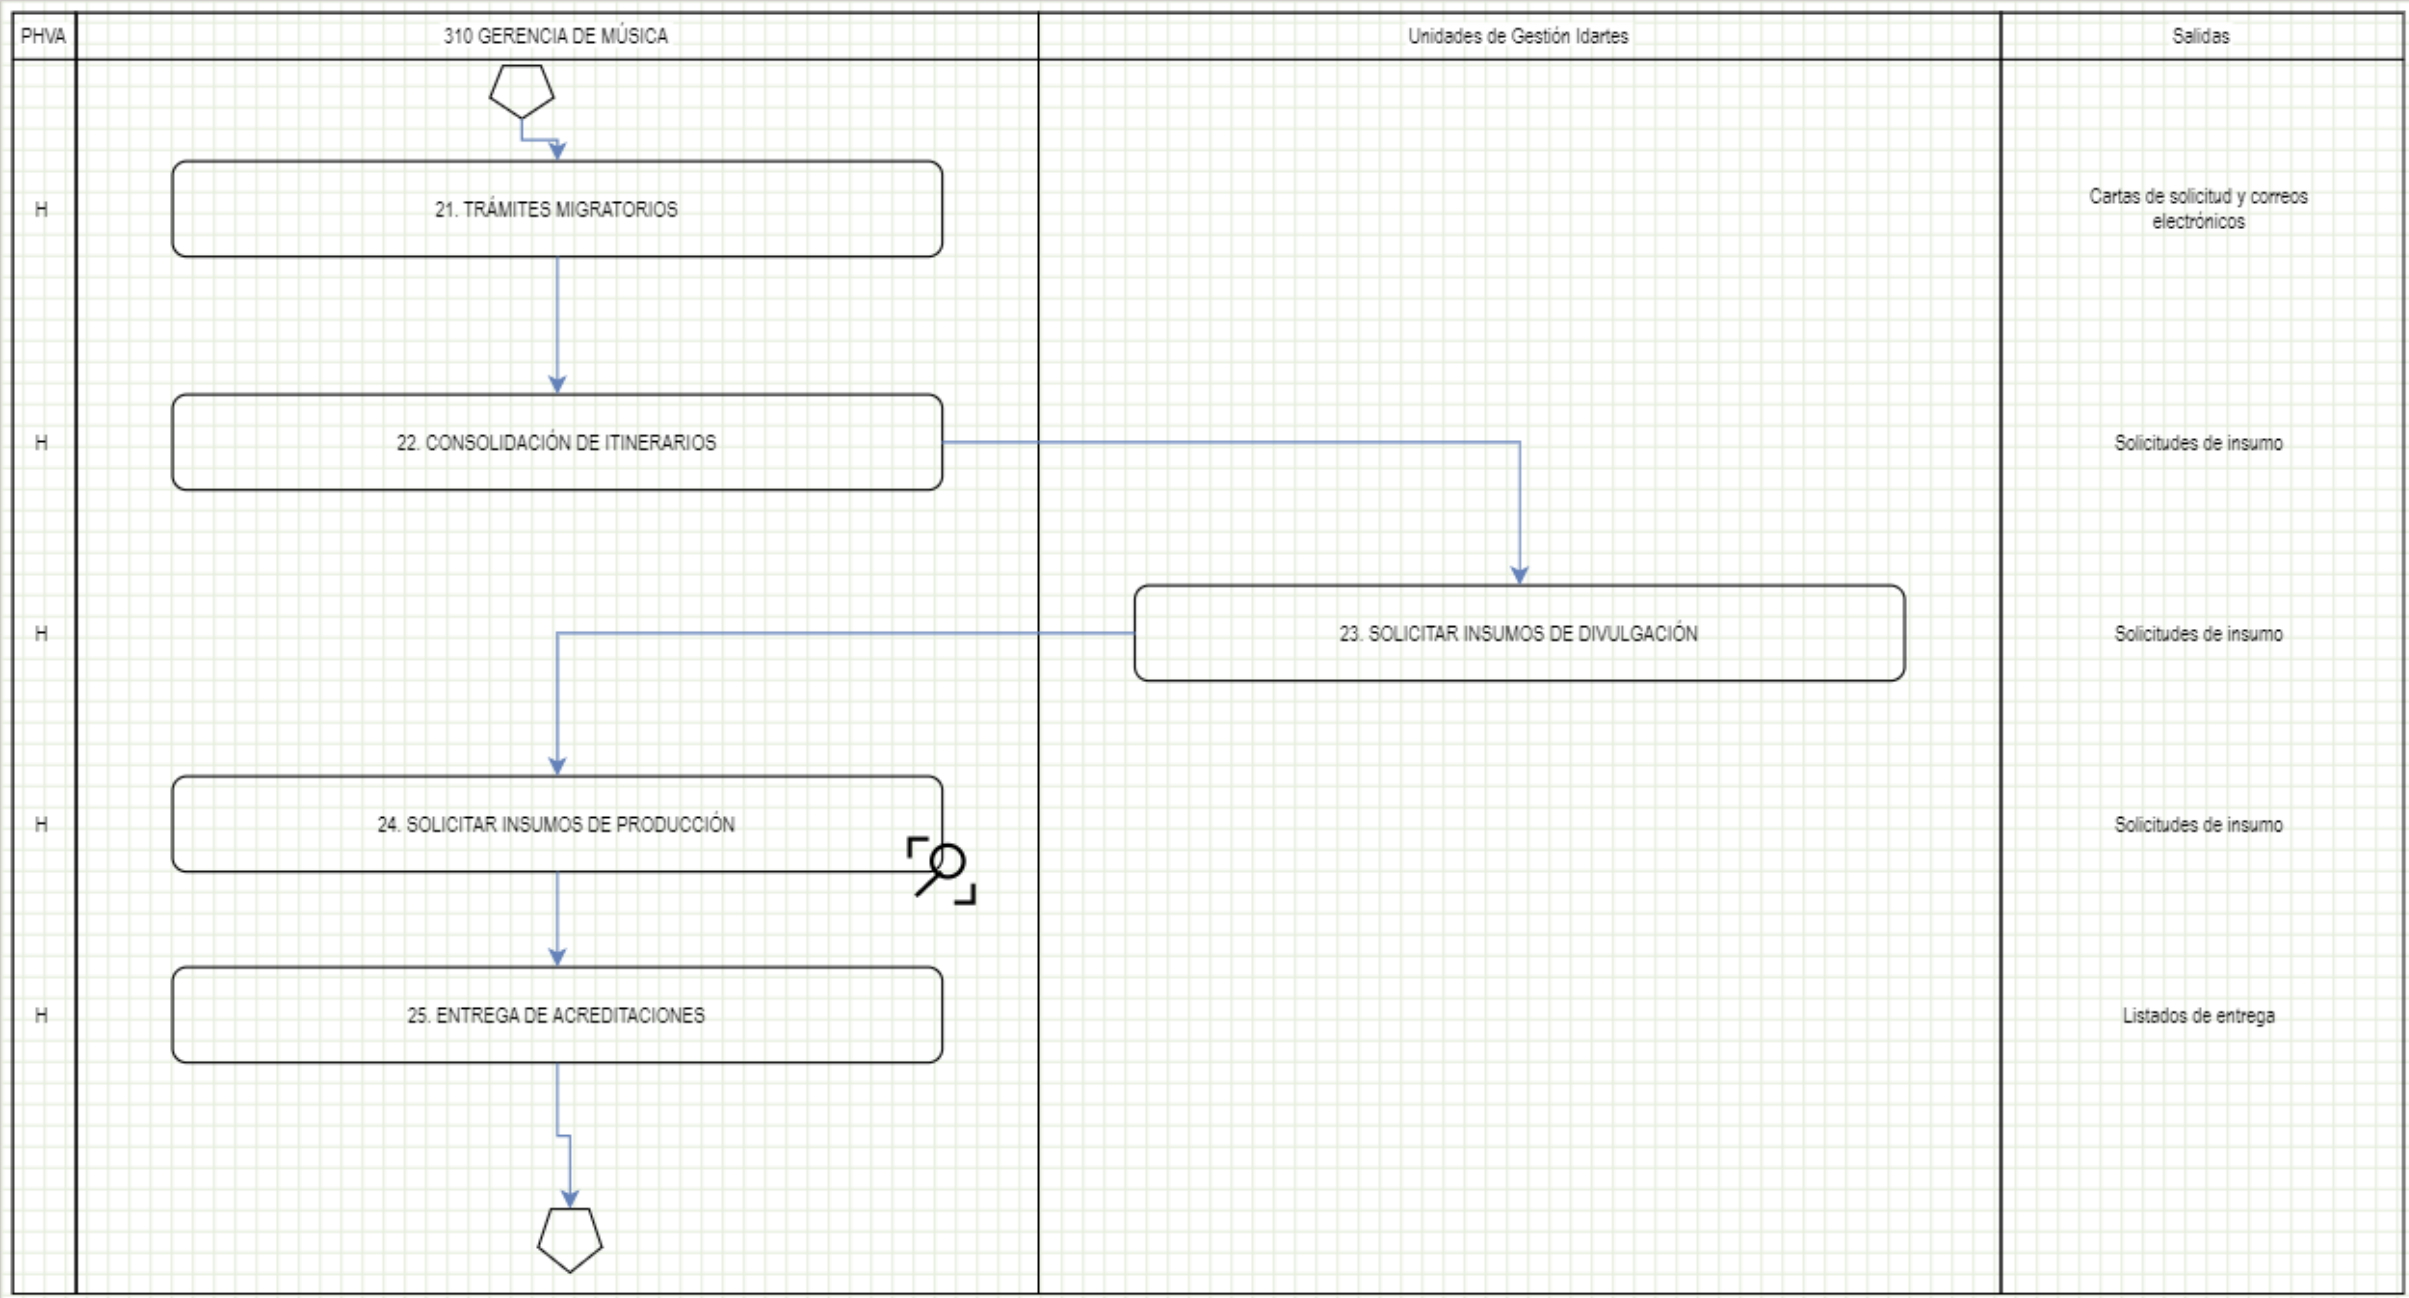 PHVA
310 GERENCIA DE MÚSICA
Unidades de Gestión Idartes
Salidas
H
21. TRÁMITES MIGRATORIOS
Cartas de solicitud y correos
electrónicos
H
22. CONSOLIDACIÓN DE ITINERARIOS
Solicitudes de insumo
H
23. SOLICITAR INSUMOS DE DIVULGACIÓN
Solicitudes de insumo
H
24. SOLICITAR INSUMOS DE PRODUCCIÓN
Solicitudes de insumo
H
25. ENTREGA DE ACREDITACIONES
Listados de entrega